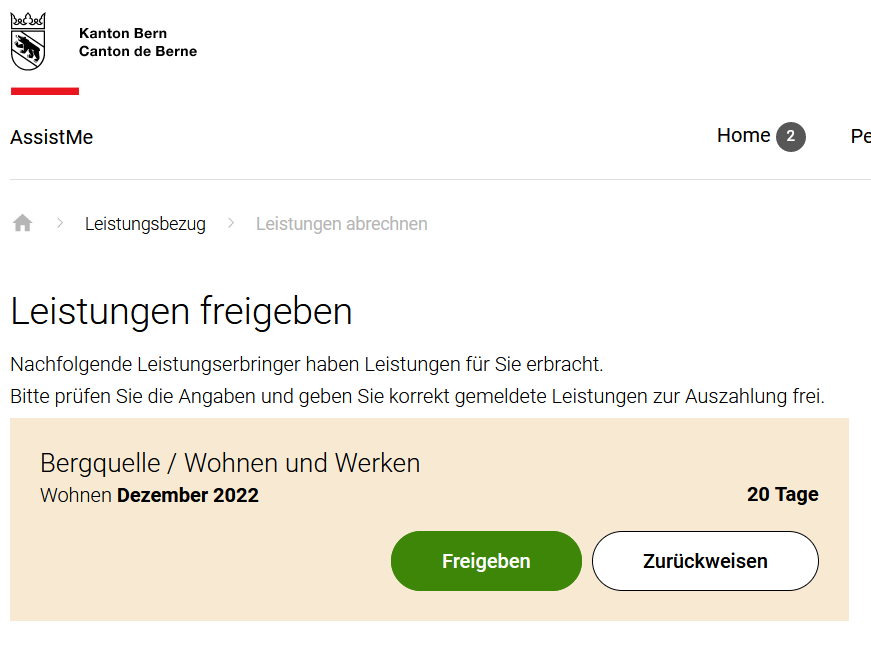 Kanton Bern
Canton de Berne
AssistMe
Home 2
Leistungsbezug
Leistungen abrechnen
Leistungen freigeben
Nachfolgende Leistungserbringer haben Leistungen für Sie erbracht.
Bitte prüfen Sie die Angaben und geben Sie korrekt gemeldete Leistungen zur Auszahlung frei.
Bergquelle / Wohnen und Werken
Wohnen Dezember 2022
20 Tage
Freigeben
Zurückweisen